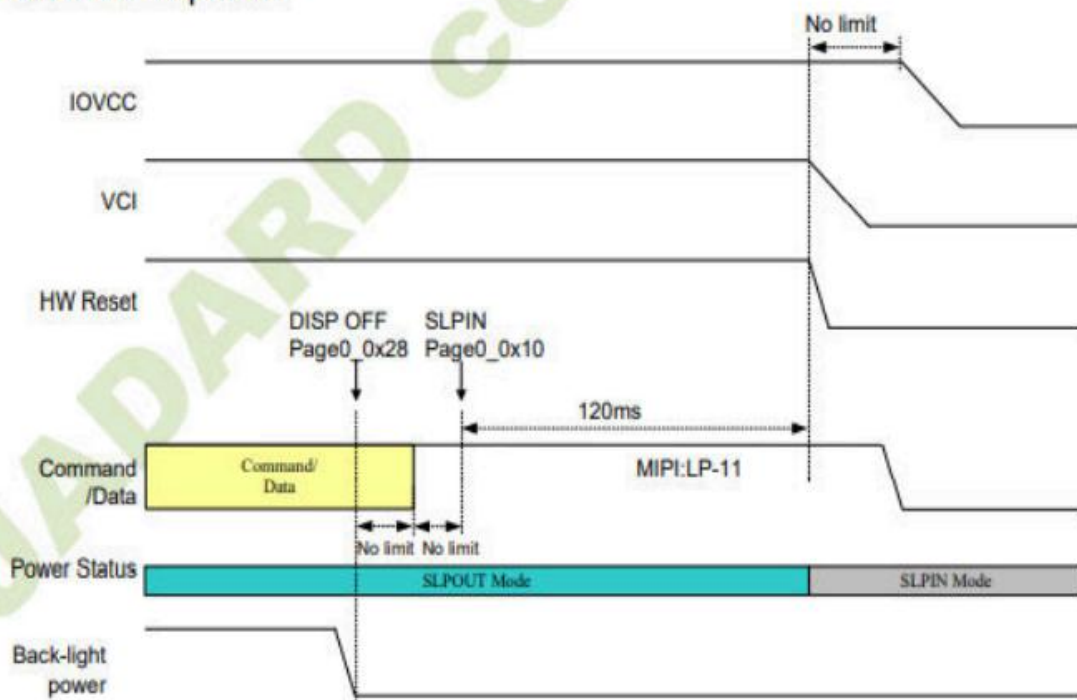 No limit
IOVCC
VCI
HW Reset
DISP OFF SLPIN
Page0_0x28 Page0_0x10
120ms
Command
/Data
Command/
Data
MIPI:LP-11
No limit No limit
Power Status
SLPOUT Mode
SLPIN Mode
Back-light
power